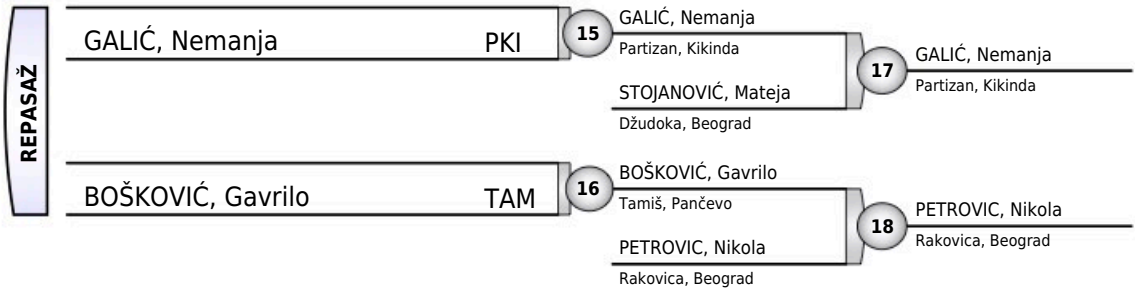 REPASAŽ
GALIĆ, Nemanja PKI
15
GALIĆ, Nemanja
Partizan, Kikinda
STOJANOVIĆ, Mateja
Džudoka, Beograd
17
GALIĆ, Nemanja
Partizan, Kikinda
BOŠKOVIĆ, Gavrilo TAM
16
BOŠKOVIĆ, Gavrilo
Tamiš, Pančevo
PETROVIC, Nikola
Rakovica, Beograd
18
PETROVIC, Nikola
Rakovica, Beograd